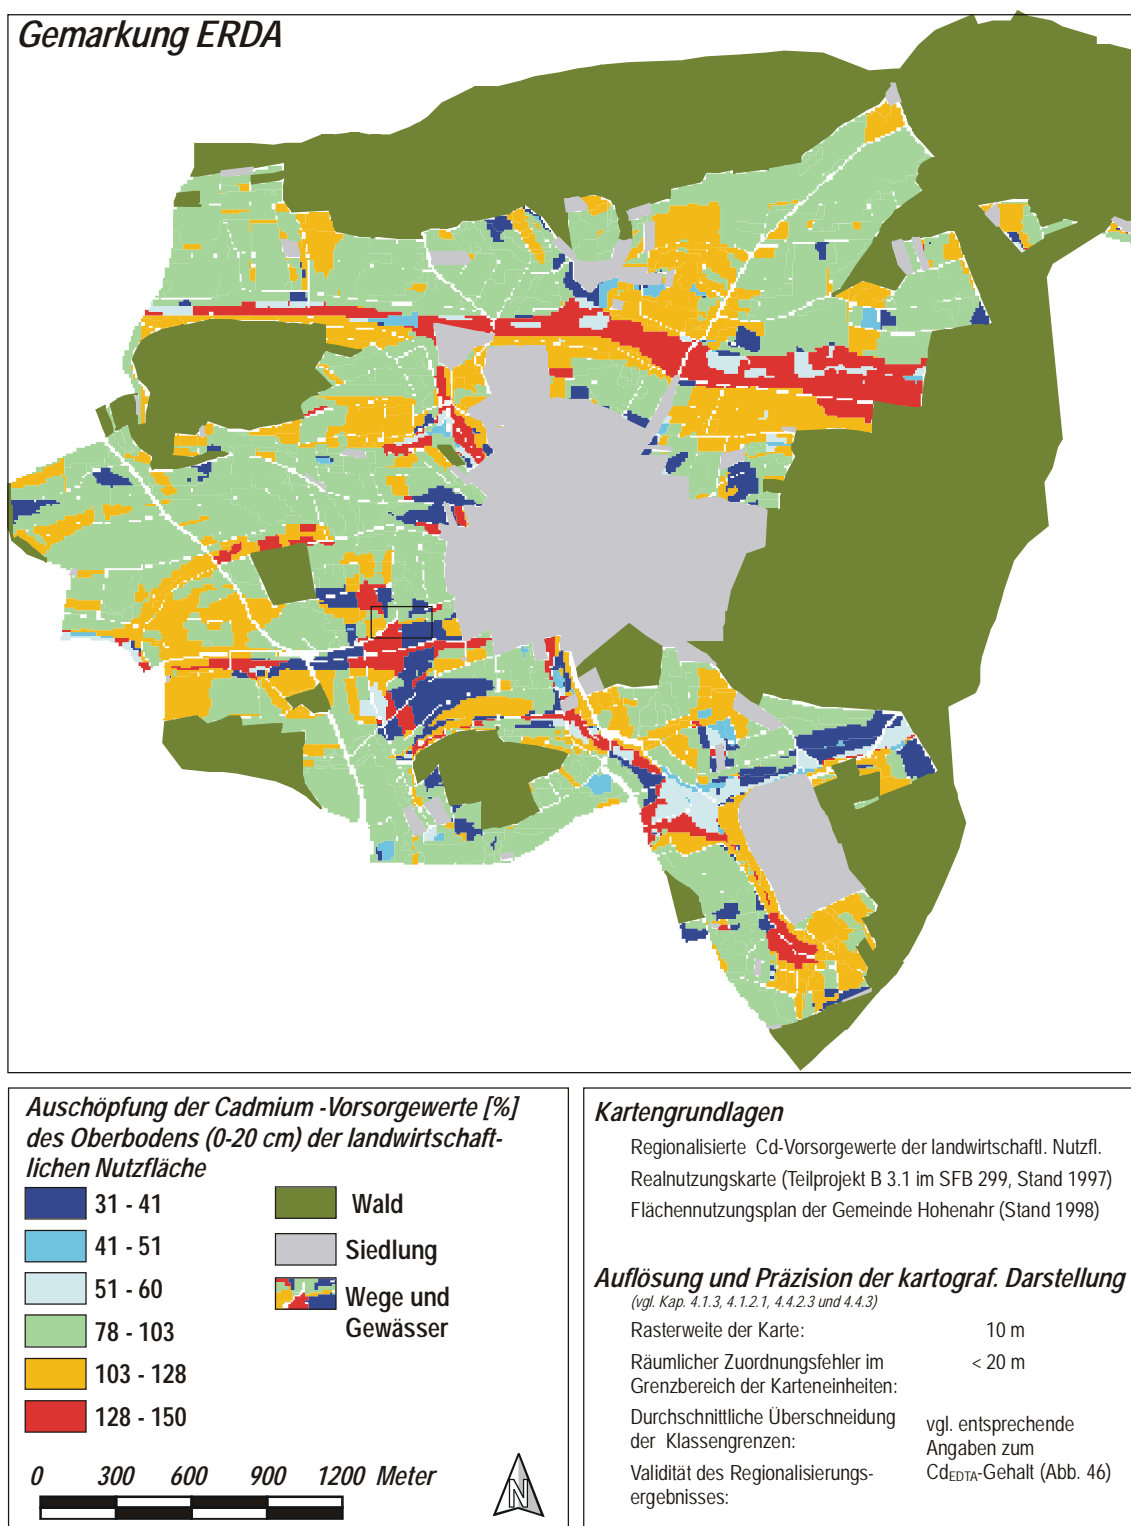 Gemarkung ERDA
Auschöpfung der Cadmium -Vorsorgewerte [%]
des Oberbodens (0-20 cm) der landwirtschaft-
lichen Nutzfläche
31 - 41
41 - 51
51 - 60
78 - 103
103 - 128
128 - 150
Wald
Siedlung
Wege und
Gewässer
0 300 600 900 1200 Meter
N
Kartengrundlagen
Regionalisierte Cd-Vorsorgewerte der landwirtschaftl. Nutzfl.
Realnutzungskarte (Teilprojekt B 3.1 im SFB 299, Stand 1997)
Flächennutzungsplan der Gemeinde Hohenahr (Stand 1998)
Auflösung und Präzision der kartograf. Darstellung
(vgl. Kap. 4.1.3, 4.1.2.1, 4.4.2.3 und 4.4.3)
Rasterweite der Karte: 10 m
Räumlicher Zuordnungsfehler im < 20 m
Grenzbereich der Karteneinheiten:
Durchschnittliche Überschneidung
der Klassengrenzen:
Validität des Regionalisierungs-
ergebnisses:
vgl. entsprechende
Angaben zum
CdEDTA-Gehalt (Abb. 46)